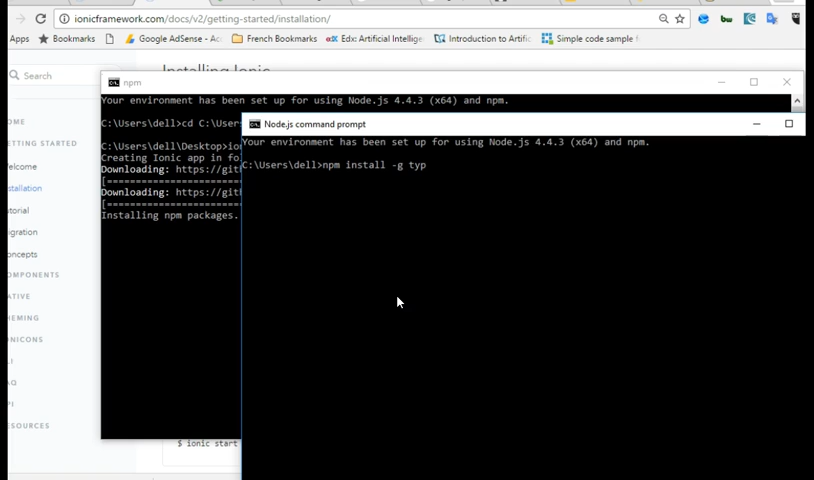 ionicframework.com/docs/v2/getting-started/installation/
Apps Bookmarks Google AdSense - Acc French Bookmarks Edx: Artificial Intellige Introduction to Artific Simple code sample f
Search
Installing Ionic
npm
Your environment has been set up for using Node.js 4.4.3 (x64) and npm.
C:\Users\dell>cd C:\User
C:\Users\dell\Desktop>io
Creating Ionic app in fo
Downloading: https://git
[========================
Downloading: https://git
[========================
Installing npm packages.
Node.js command prompt
Your environment has been set up for using Node.js 4.4.3 (x64) and npm.
C:\Users\dell>npm install -g typ
OME
ETTING STARTED
elcome
stallation
torial
igration
oncepts
OMPONENTS
ATIVE
HEMING
ONICONS
LI
AQ
PI
ESOURCES
$ ionic start